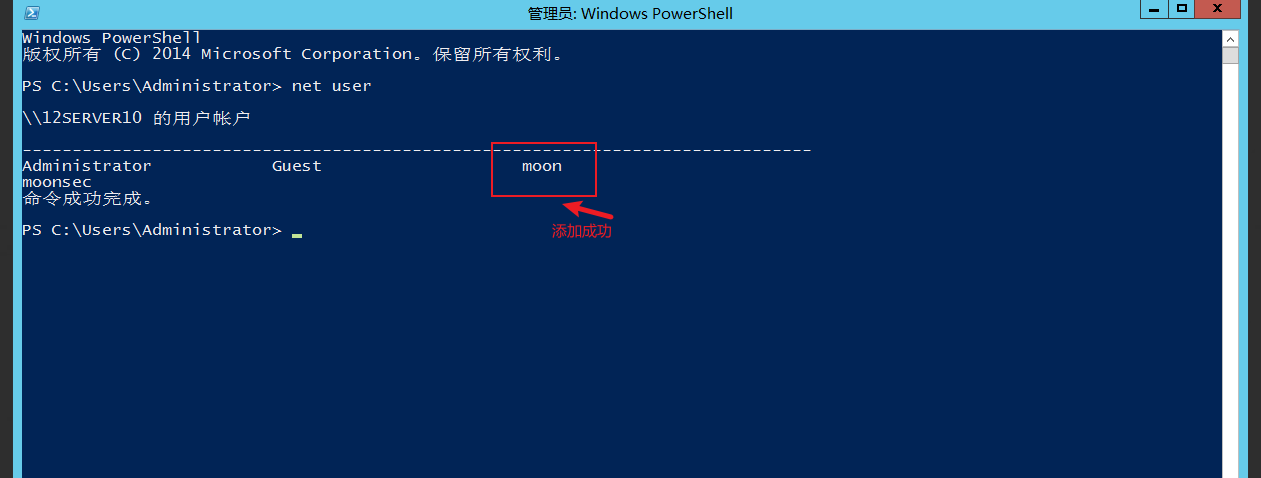 管理员: Windows PowerShell
Windows PowerShell
版权所有 (C) 2014 Microsoft Corporation。保留所有权利。
PS C:\Users\Administrator> net user
\\12SERVER10 的用户帐户
-------------------------------------------------------------------------------
Administrator Guest moon
moonsec
命令成功完成。
PS C:\Users\Administrator>
添加成功